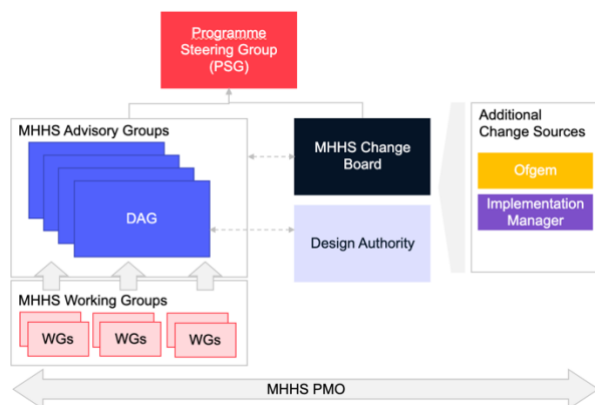 Programme
Steering Group
(PSG)
MHHS Advisory Groups
DAG
MHHS Change
Board
Design Authority
Additional
Change Sources
Ofgem
Implementation
Manager
MHHS Working Groups
WGs
WGs
WGs
MHHS PMO